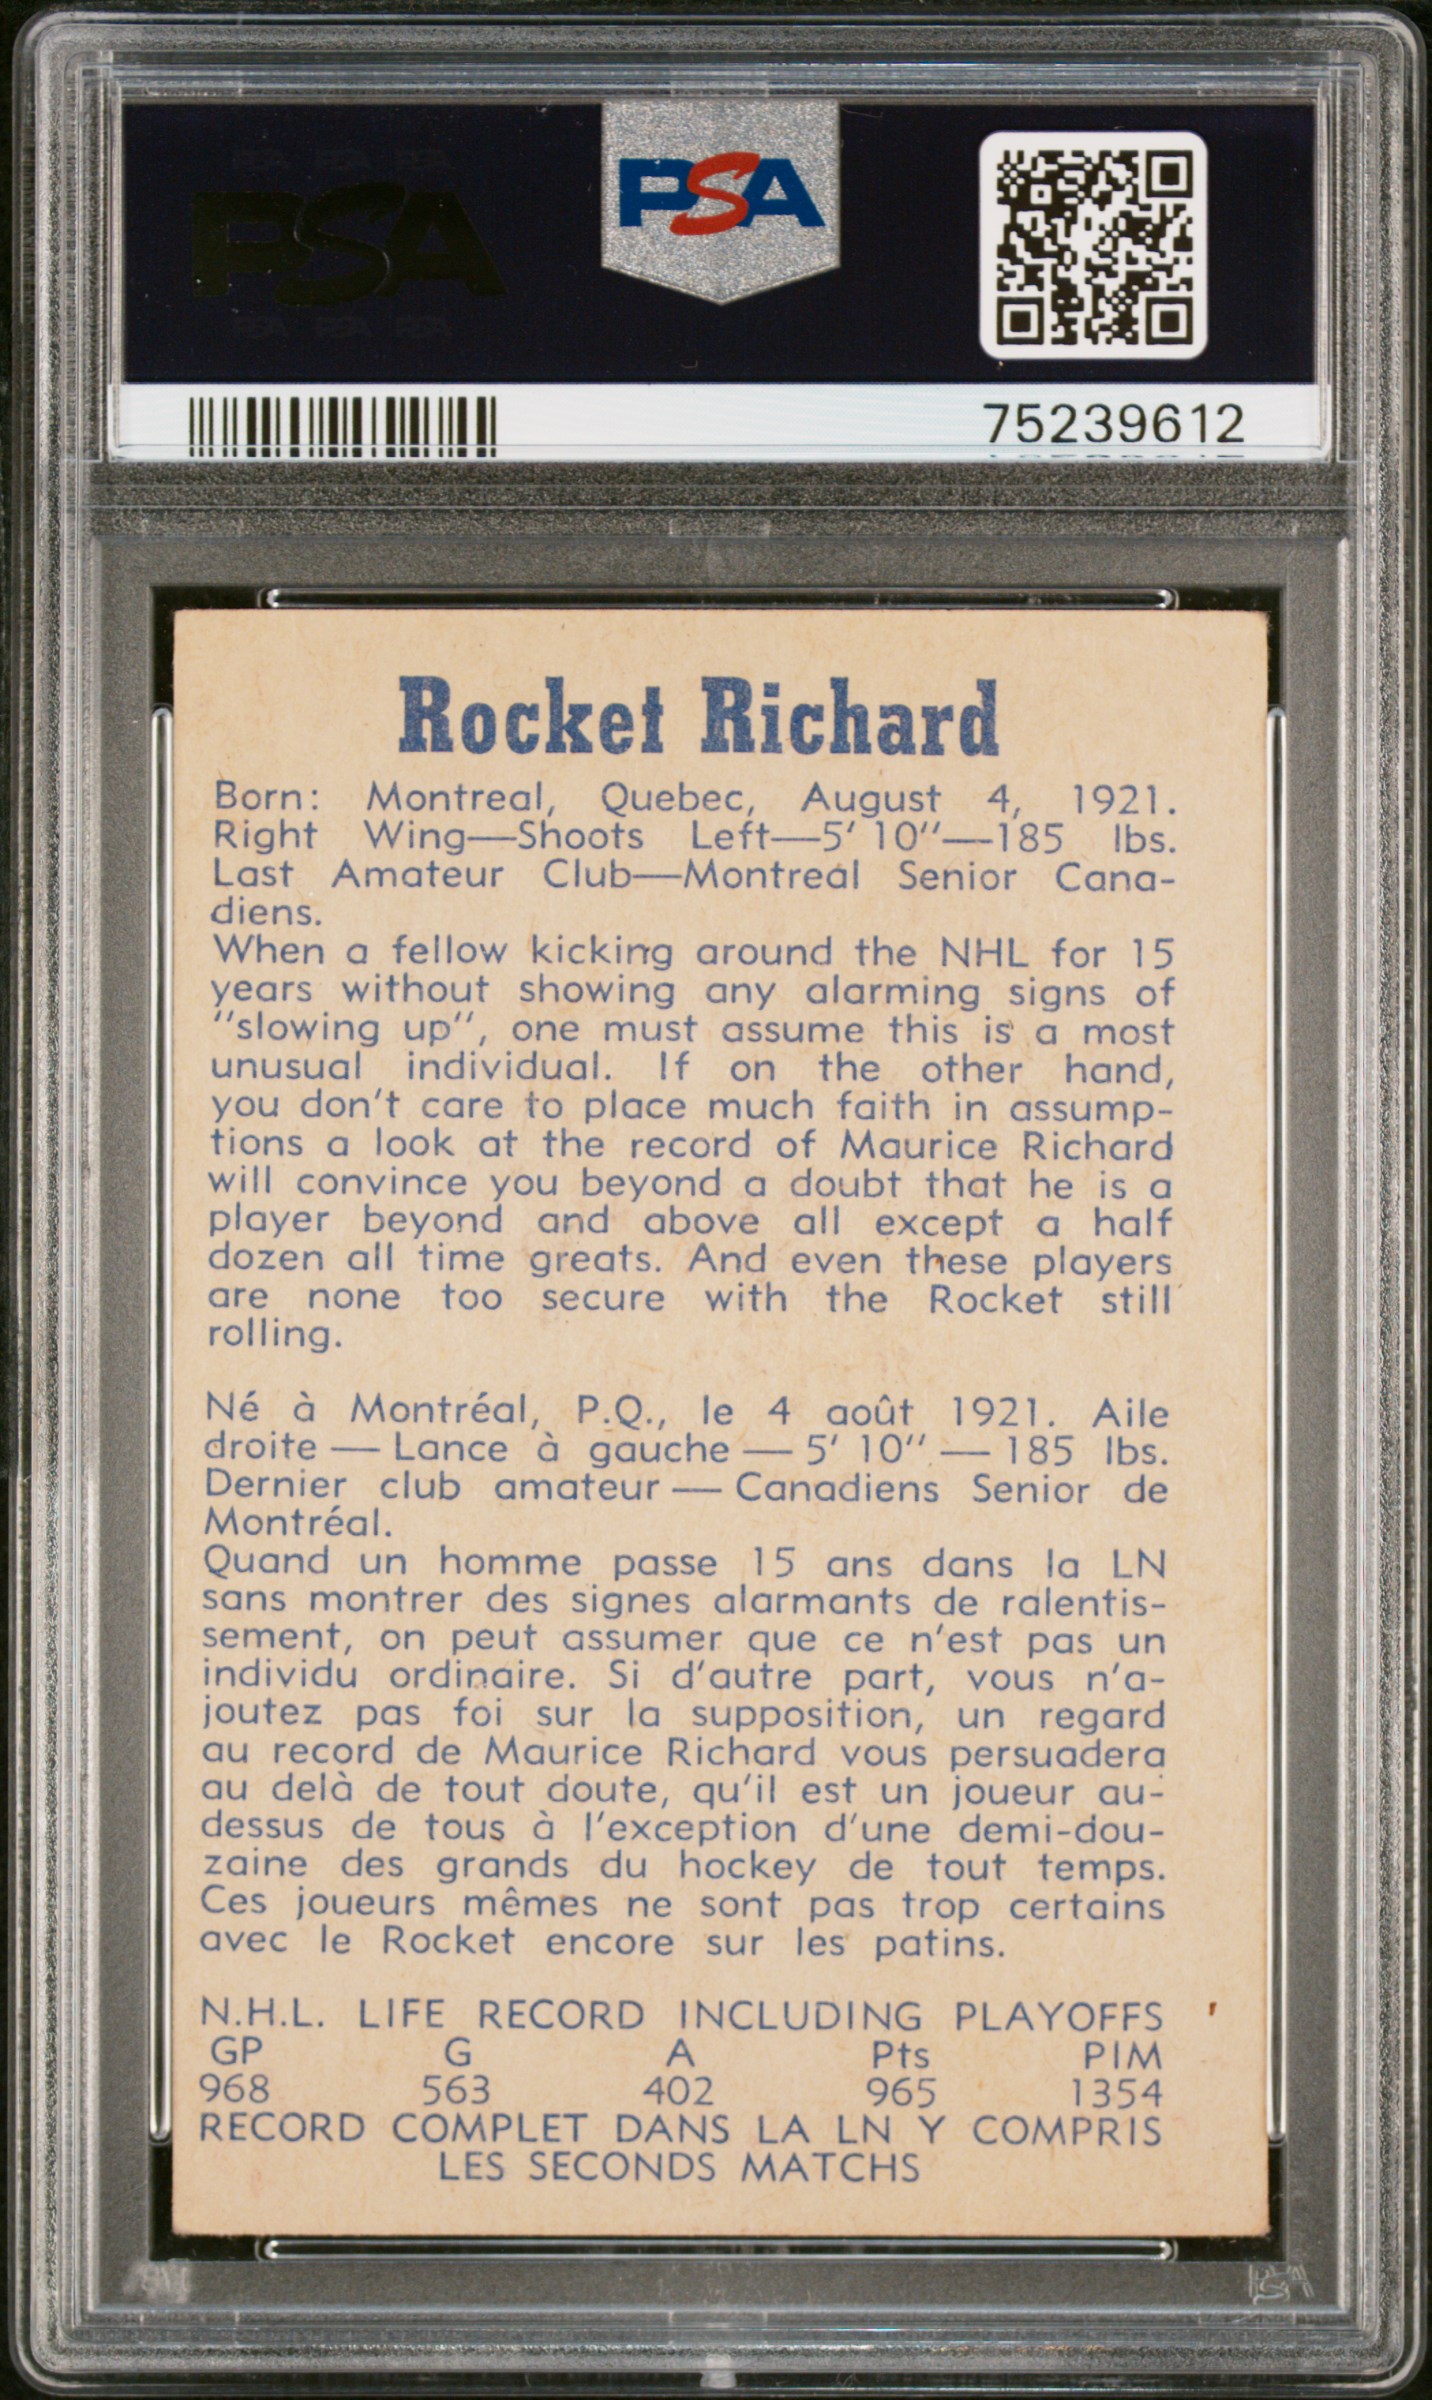 PSA
PSA
75239612
Rocket Richard
Born: Montreal, Quebec, August 4, 1921.
Right Wing—Shoots Left—5' 10"—185 lbs.
Last Amateur Club—Montreal Senior Cana-
diens.
When a fellow kicking around the NHL for 15
years without showing any alarming signs of
"slowing up", one must assume this is a most
unusual individual. If on the other hand,
you don't care to place much faith in assump-
tions a look at the record of Maurice Richard
will convince you beyond a doubt that he is a
player beyond and above all except a half
dozen all time greats. And even these players
are none too secure with the Rocket still
rolling.
Né à Montréal, P.Q., le 4 août 1921. Aile
droite — Lance à gauche — 5' 10" — 185 lbs.
Dernier club amateur — Canadiens Senior de
Montréal.
Quand un homme passe 15 ans dans la LN
sans montrer des signes alarmants de ralentis-
sement, on peut assumer que ce n'est pas un
individu ordinaire. Si d'autre part, vous n'a-
joutez pas foi sur la supposition, un regard
au record de Maurice Richard vous persuadera
au delà de tout doute, qu'il est un joueur au-
dessus de tous à l'exception d'une demi-dou-
zaine des grands du hockey de tout temps.
Ces joueurs mêmes ne sont pas trop certains
avec le Rocket encore sur les patins.
N.H.L. LIFE RECORD INCLUDING PLAYOFFS
GP G A Pts PIM
968 563 402 965 1354
RECORD COMPLET DANS LA LN Y COMPRIS
LES SECONDS MATCHS
PSA